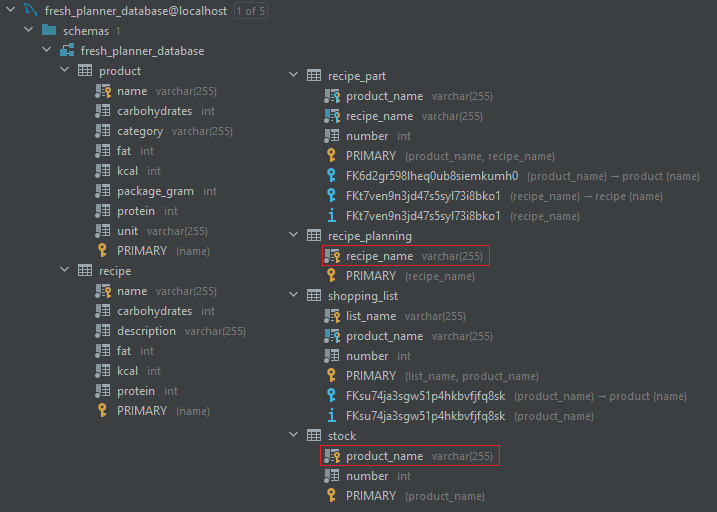 fresh_planner_database@localhost 1 of 5
schemas 1
fresh_planner_database
product
name varchar(255)
carbohydrates int
category varchar(255)
fat int
kcal int
package_gram int
protein int
unit varchar(255)
PRIMARY (name)
recipe
name varchar(255)
carbohydrates int
description varchar(255)
fat int
kcal int
protein int
PRIMARY (name)
recipe_part
product_name varchar(255)
recipe_name varchar(255)
number int
PRIMARY (product_name, recipe_name)
FK6d2gr598lheq0ub8siemkumh0 (product_name) → product (name)
FKt7ven9n3jd47s5syl73i8bko1 (recipe_name) → recipe (name)
FKt7ven9n3jd47s5syl73i8bko1 (recipe_name)
recipe_planning
recipe_name varchar(255)
PRIMARY (recipe_name)
shopping_list
list_name varchar(255)
product_name varchar(255)
number int
PRIMARY (list_name, product_name)
FKsu74ja3sgw51p4hkbvfjfq8sk (product_name) → product (name)
FKsu74ja3sgw51p4hkbvfjfq8sk (product_name)
stock
product_name varchar(255)
number int
PRIMARY (product_name)